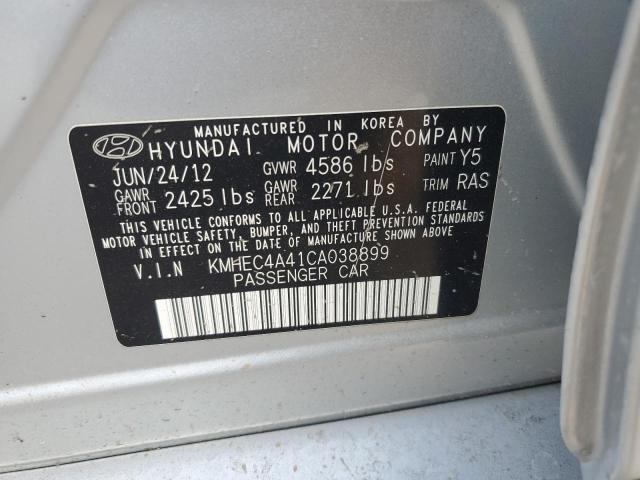 MANUFACTURED IN KOREA BY
HYUNDAI MOTOR COMPANY
JUN/24/12 GVWR 4586 lbs PAINT Y5
GAWR FRONT 2425 lbs GAWR REAR 2271 lbs TRIM RAS
THIS VEHICLE CONFORMS TO ALL APPLICABLE U.S.A. FEDERAL
MOTOR VEHICLE SAFETY, BUMPER, AND THEFT PREVENTION STANDARDS
IN EFFECT ON THE DATE OF MANUFACTURE SHOWN ABOVE
V.I.N KMHEC4A41CA038899
PASSENGER CAR